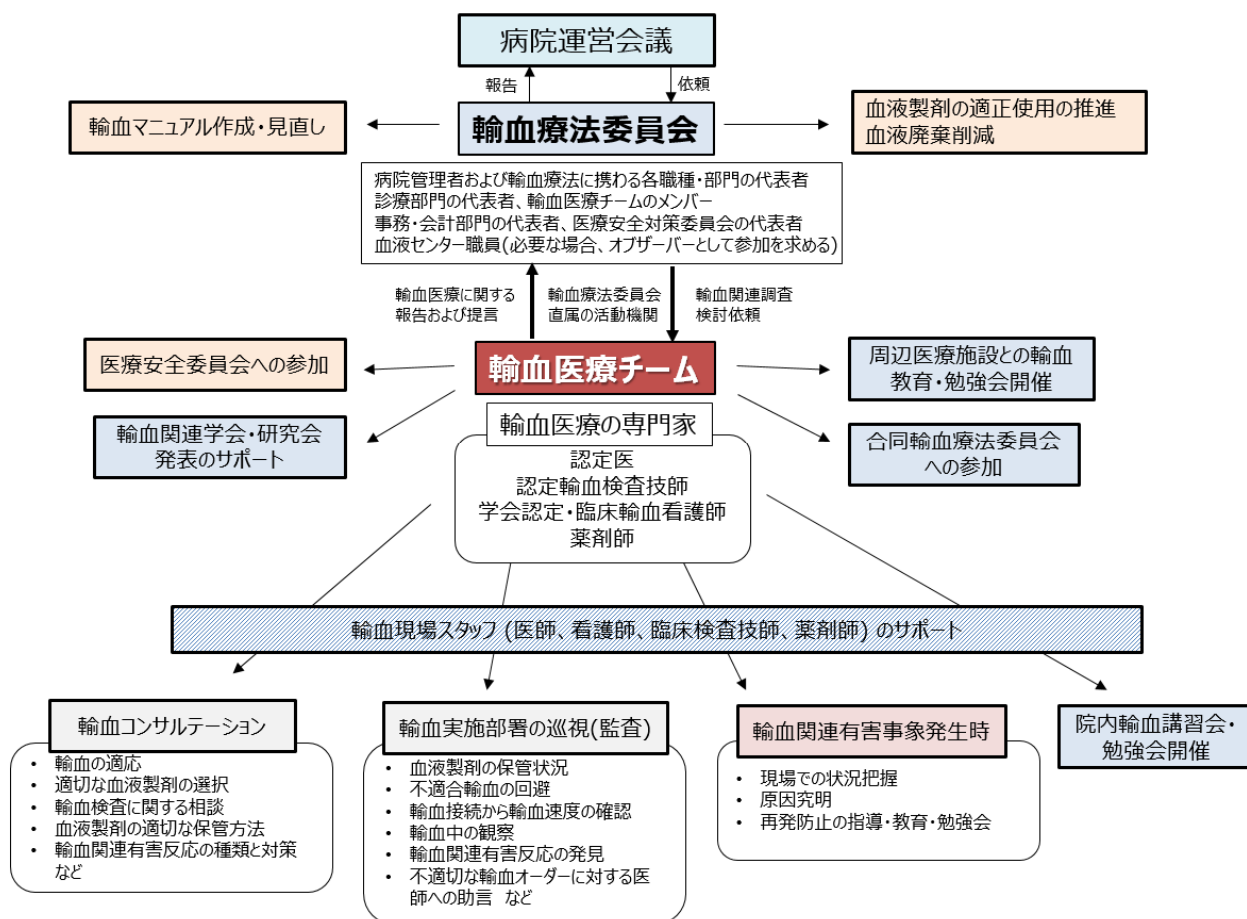 病院運営会議
報告
依頼
輸血マニュアル作成・見直し
輸血療法委員会
血液製剤の適正使用の推進
血液廃棄削減
病院管理者および輸血療法に携わる各職種・部門の代表者
診療部門の代表者、輸血医療チームのメンバー
事務・会計部門の代表者、医療安全対策委員会の代表者
血液センター職員(必要な場合、オブザーバーとして参加を求める)
輸血医療に関する
報告および提言
輸血療法委員会
直属の活動機関
輸血関連調査
検討依頼
医療安全委員会への参加
輸血医療チーム
周辺医療施設との輸血
教育・勉強会開催
輸血関連学会・研究会
発表のサポート
輸血医療の専門家
認定医
認定輸血検査技師
学会認定・臨床輸血看護師
薬剤師
合同輸血療法委員会
への参加
輸血現場スタッフ (医師、看護師、臨床検査技師、薬剤師) のサポート
輸血コンサルテーション
• 輸血の適応
• 適切な血液製剤の選択
• 輸血検査に関する相談
• 血液製剤の適切な保管方法
• 輸血関連有害反応の種類と対策
など
輸血実施部署の巡視(監査)
• 血液製剤の保管状況
• 不適合輸血の回避
• 輸血接続から輸血速度の確認
• 輸血中の観察
• 輸血関連有害反応の発見
• 不適切な輸血オーダーに対する医
師への助言 など
輸血関連有害事象発生時
• 現場での状況把握
• 原因究明
• 再発防止の指導・教育・勉強会
院内輸血講習会・
勉強会開催